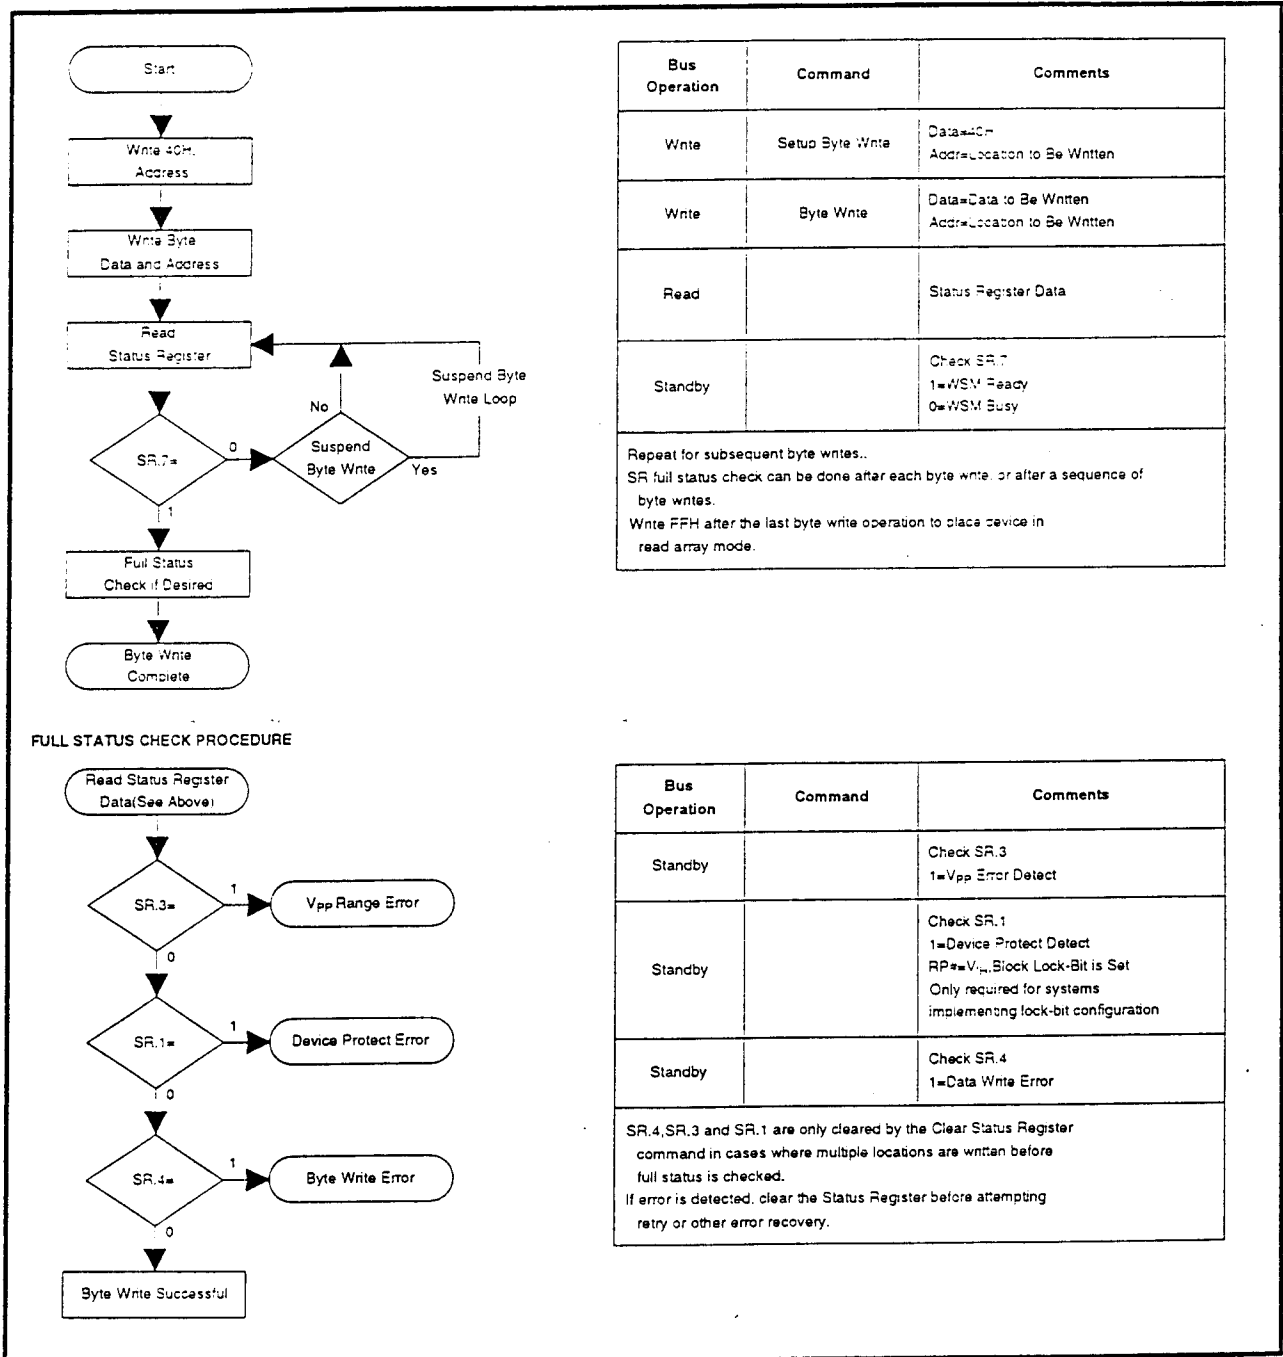 Start
Write 40H,
Address
Write Byte
Data and Address
Read
Status Register
Suspend Byte
Write Loop
No
SR.7=
0
Suspend
Byte Write
Yes
1
Full Status
Check if Desired
Byte Write
Complete
Bus
Operation
Command
Comments
Write
Setup Byte Write
Data=40H
Addr=Location to Be Written
Write
Byte Write
Data=Data to Be Written
Addr=Location to Be Written
Read
Status Register Data
Standby
Check SR.7
1=WSM Ready
0=WSM Busy
Repeat for subsequent byte writes..
SR full status check can be done after each byte write, or after a sequence of
byte writes.
Write FFH after the last byte write operation to place device in
read array mode.
FULL STATUS CHECK PROCEDURE
Read Status Register
Data(See Above)
SR.3=
1
VPP Range Error
0
SR.1=
1
Device Protect Error
0
SR.4=
1
Byte Write Error
0
Byte Write Successful
Bus
Operation
Command
Comments
Standby
Check SR.3
1=VPP Error Detect
Standby
Check SR.1
1=Device Protect Detect
RP#=VIH,Block Lock-Bit is Set
Only required for systems
implementing lock-bit configuration
Standby
Check SR.4
1=Data Write Error
SR.4,SR.3 and SR.1 are only cleared by the Clear Status Register
command in cases where multiple locations are written before
full status is checked.
If error is detected, clear the Status Register before attempting
retry or other error recovery.